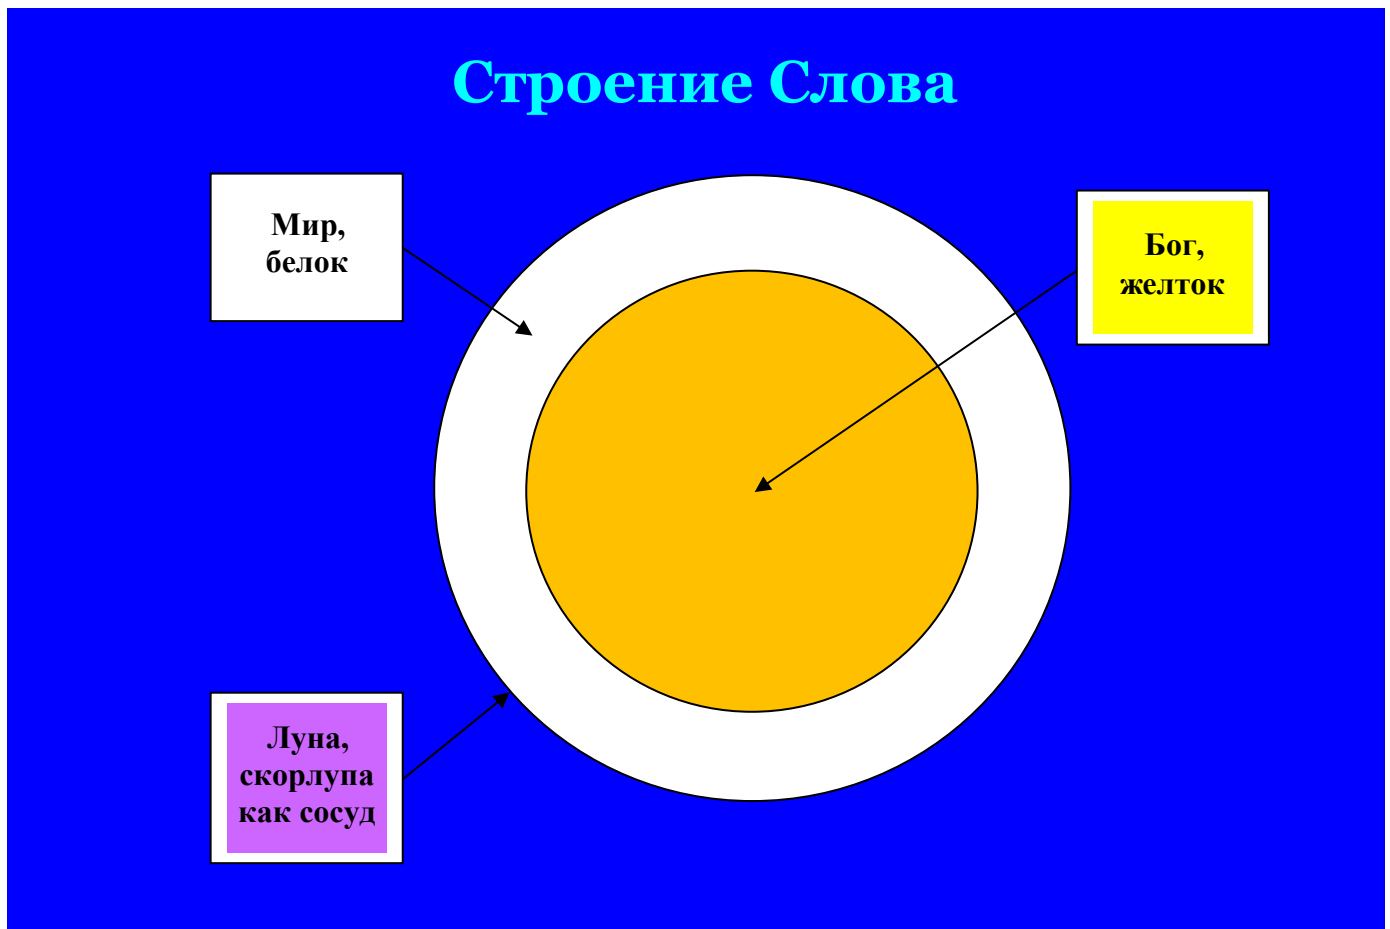 Строение Слова
Мир,
белок
Бог,
желток
Луна,
скорлупа
как сосуд